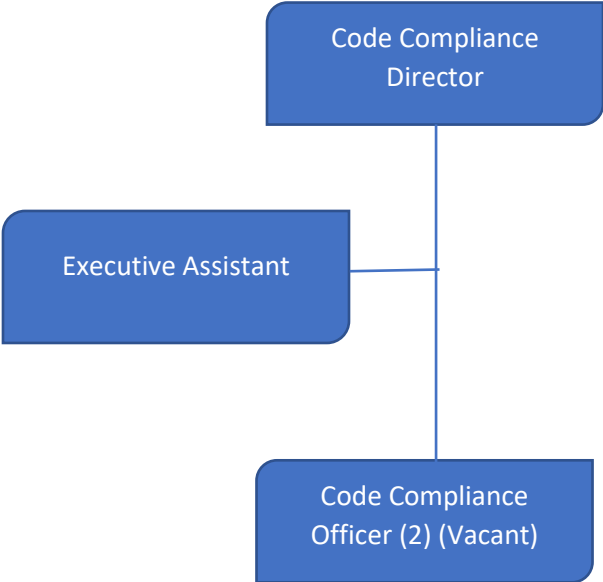 Code Compliance
Director
Executive Assistant
Code Compliance
Officer (2) (Vacant)